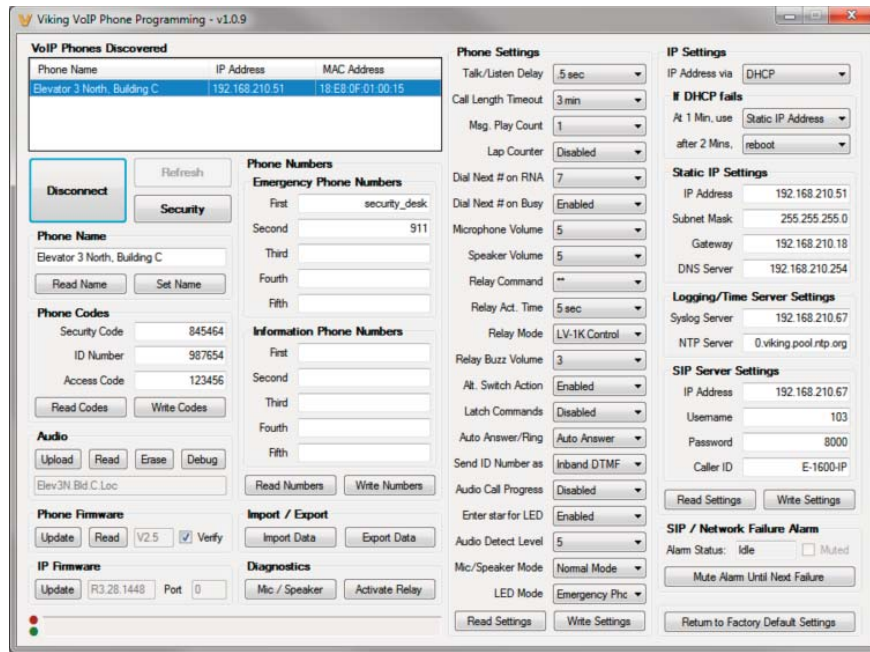 Viking VoIP Phone Programming - v1.0.9
VoIP Phones Discovered
Phone Name IP Address MAC Address
Elevator 3 North, Building C 192.168.210.51 18:E8:0F:01:00:15
Disconnect
Refresh
Security
Phone Name
Elevator 3 North, Building C
Read Name Set Name
Phone Codes
Security Code 845464
ID Number 987654
Access Code 123456
Read Codes Write Codes
Audio
Upload Read Erase Debug
Elev3N.Bld.C.Loc
Phone Firmware
Update Read V2.5 Verify
IP Firmware
Update R3.28.1448 Port 0
Phone Numbers
Emergency Phone Numbers
First security_desk
Second 911
Third
Fourth
Fifth
Information Phone Numbers
First
Second
Third
Fourth
Fifth
Read Numbers Write Numbers
Import / Export
Import Data Export Data
Diagnostics
Mic / Speaker Activate Relay
Phone Settings
Talk/Listen Delay .5 sec
Call Length Timeout 3 min
Msg. Play Count 1
Lap Counter Disabled
Dial Next # on RNA 7
Dial Next # on Busy Enabled
Microphone Volume 5
Speaker Volume 5
Relay Command **
Relay Act. Time 5 sec
Relay Mode LV-1K Control
Relay Buzz Volume 3
Alt. Switch Action Enabled
Latch Commands Disabled
Auto Answer/Ring Auto Answer
Send ID Number as Inband DTMF
Audio Call Progress Disabled
Enter star for LED Enabled
Audio Detect Level 5
Mic/Speaker Mode Normal Mode
LED Mode Emergency Phc
Read Settings Write Settings
IP Settings
IP Address via DHCP
If DHCP fails
At 1 Min, use Static IP Address
after 2 Mins, reboot
Static IP Settings
IP Address 192.168.210.51
Subnet Mask 255.255.255.0
Gateway 192.168.210.18
DNS Server 192.168.210.254
Logging/Time Server Settings
Syslog Server 192.168.210.67
NTP Server 0.viking.pool.ntp.org
SIP Server Settings
IP Address 192.168.210.67
Username 103
Password 8000
Caller ID E-1600-IP
Read Settings Write Settings
SIP / Network Failure Alarm
Alarm Status: Idle Muted
Mute Alarm Until Next Failure
Return to Factory Default Settings